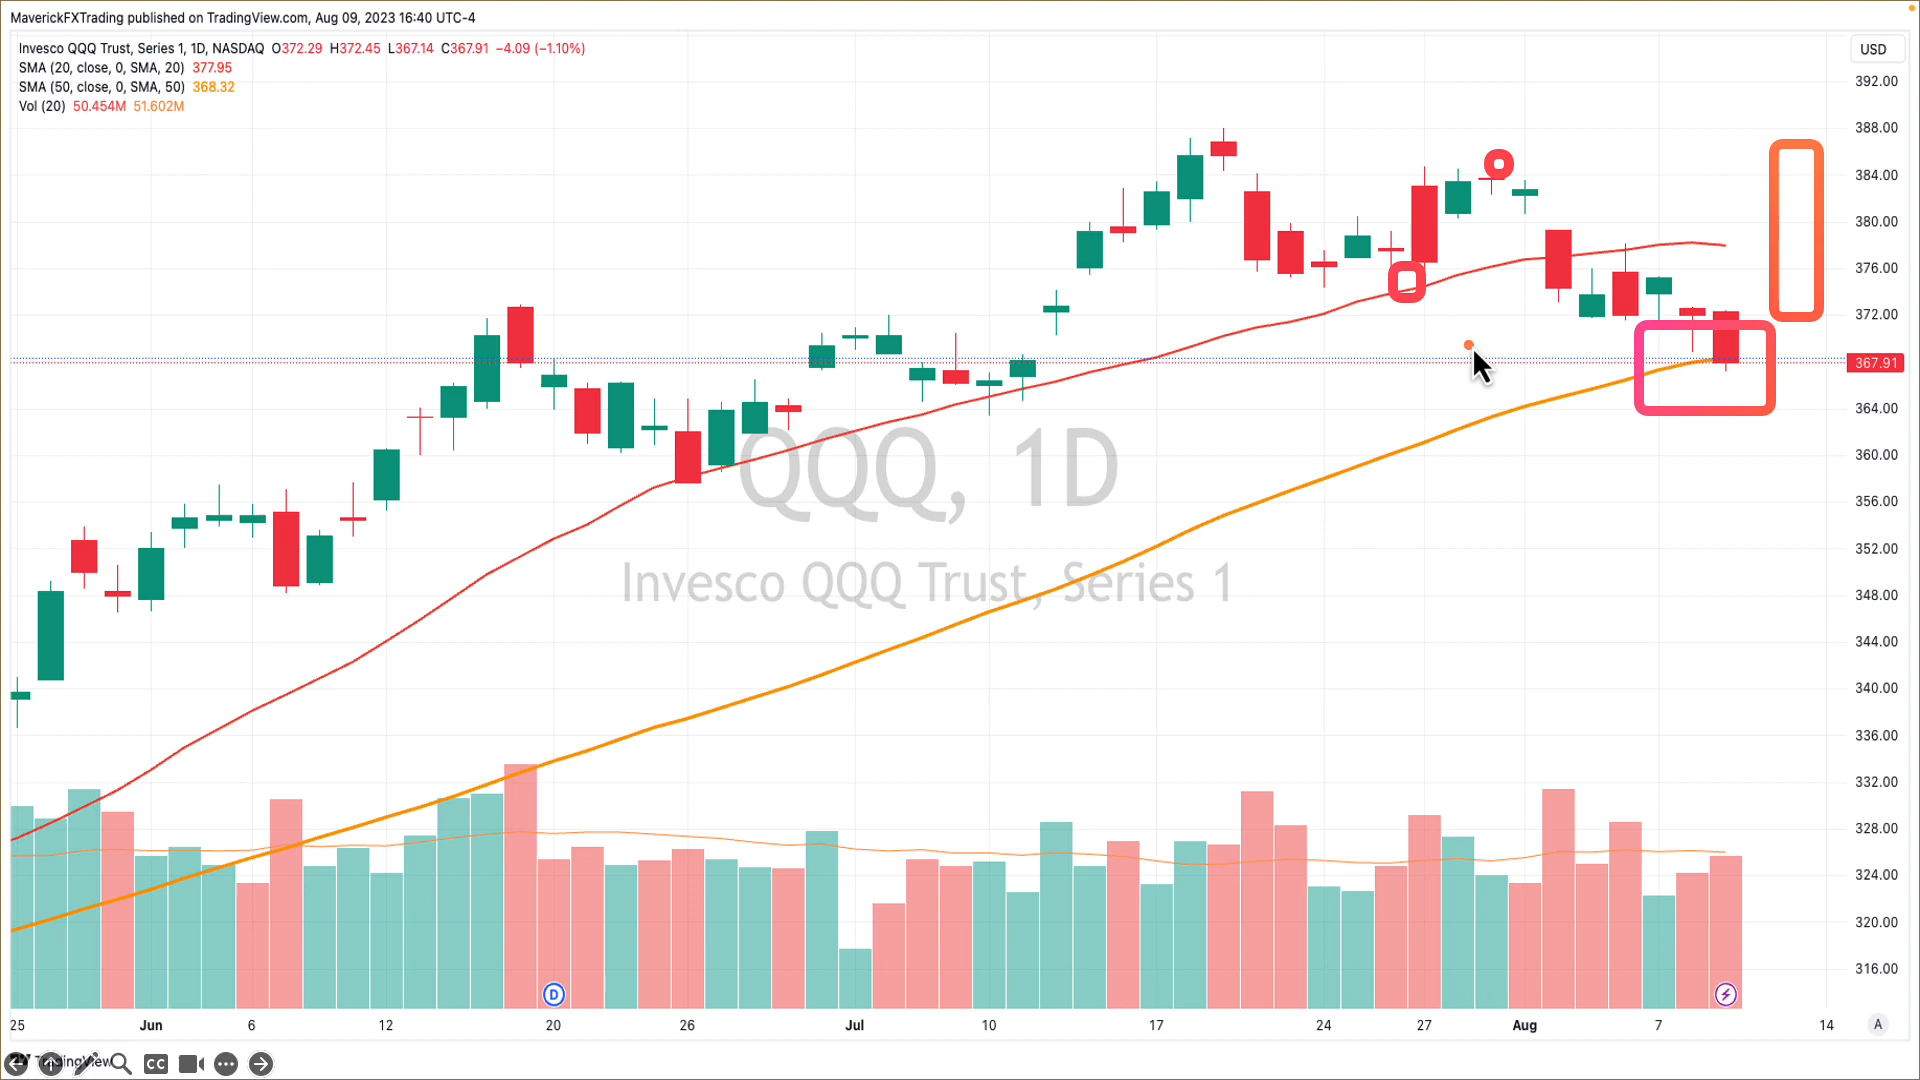 MaverickFXTrading published on TradingView.com, Aug 09, 2023 16:40 UTC-4
Invesco QQQ Trust, Series 1, 1D, NASDAQ O372.29 H372.45 L367.14 C367.91 −4.09 (−1.10%)
USD
SMA (20, close, 0, SMA, 20) 377.95
SMA (50, close, 0, SMA, 50) 368.32
Vol (20) 50.454M 51.602M
392.00
388.00
384.00
380.00
376.00
372.00
367.91
364.00
360.00
356.00
352.00
348.00
344.00
340.00
336.00
332.00
328.00
324.00
320.00
316.00
QQQ, 1D
Invesco QQQ Trust, Series 1
D
25 Jun 6 12 20 26 Jul 10 17 24 27 Aug 7 14 A
TradingView
CC